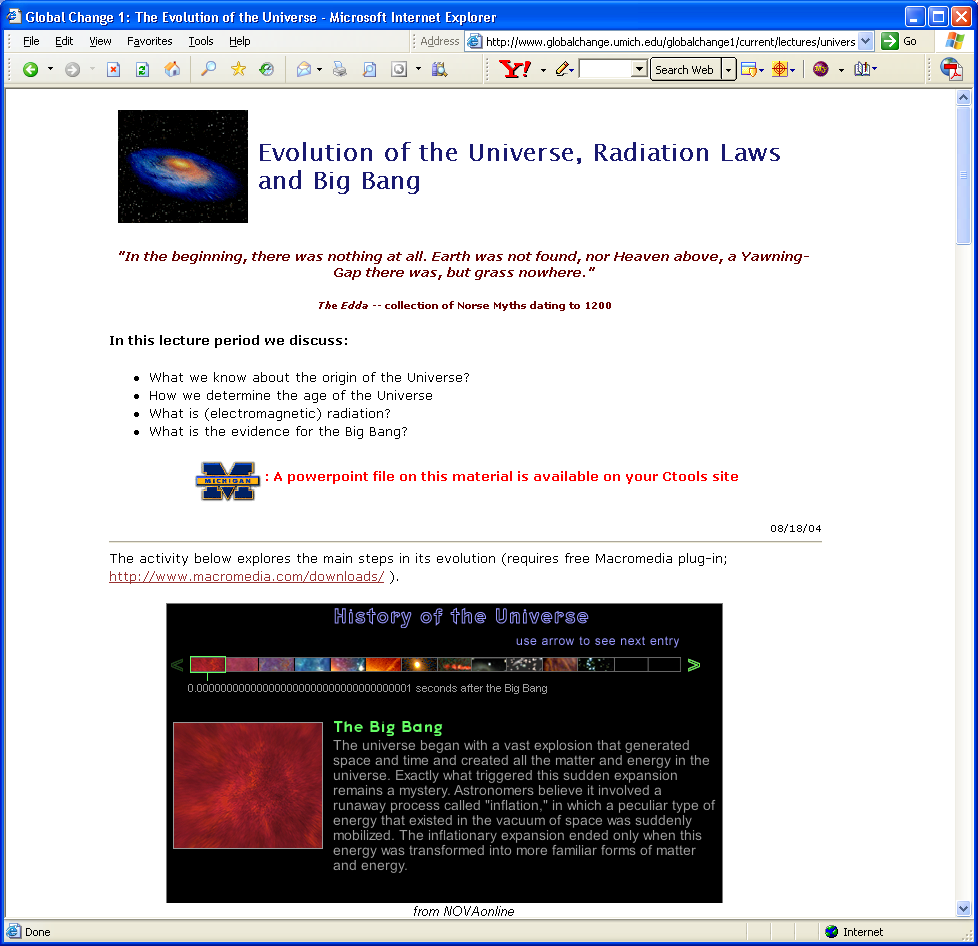 Global Change 1: The Evolution of the Universe - Microsoft Internet Explorer
File Edit View Favorites Tools Help
Address http://www.globalchange.umich.edu/globalchange1/current/lectures/univers Go
Y! Search Web
Evolution of the Universe, Radiation Laws
and Big Bang
"In the beginning, there was nothing at all. Earth was not found, nor Heaven above, a Yawning-
Gap there was, but grass nowhere."
The Edda -- collection of Norse Myths dating to 1200
In this lecture period we discuss:
• What we know about the origin of the Universe?
• How we determine the age of the Universe
• What is (electromagnetic) radiation?
• What is the evidence for the Big Bang?
M MICHIGAN : A powerpoint file on this material is available on your Ctools site
08/18/04
The activity below explores the main steps in its evolution (requires free Macromedia plug-in;
http://www.macromedia.com/downloads/ ).
History of the Universe
use arrow to see next entry
< >
seconds after the Big Bang
The Big Bang
The universe began with a vast explosion that generated
space and time and created all the matter and energy in the
universe. Exactly what triggered this sudden expansion
remains a mystery. Astronomers believe it involved a
runaway process called "inflation," in which a peculiar type of
energy that existed in the vacuum of space was suddenly
mobilized. The inflationary expansion ended only when this
energy was transformed into more familiar forms of matter
and energy.
from NOVAonline
Done Internet